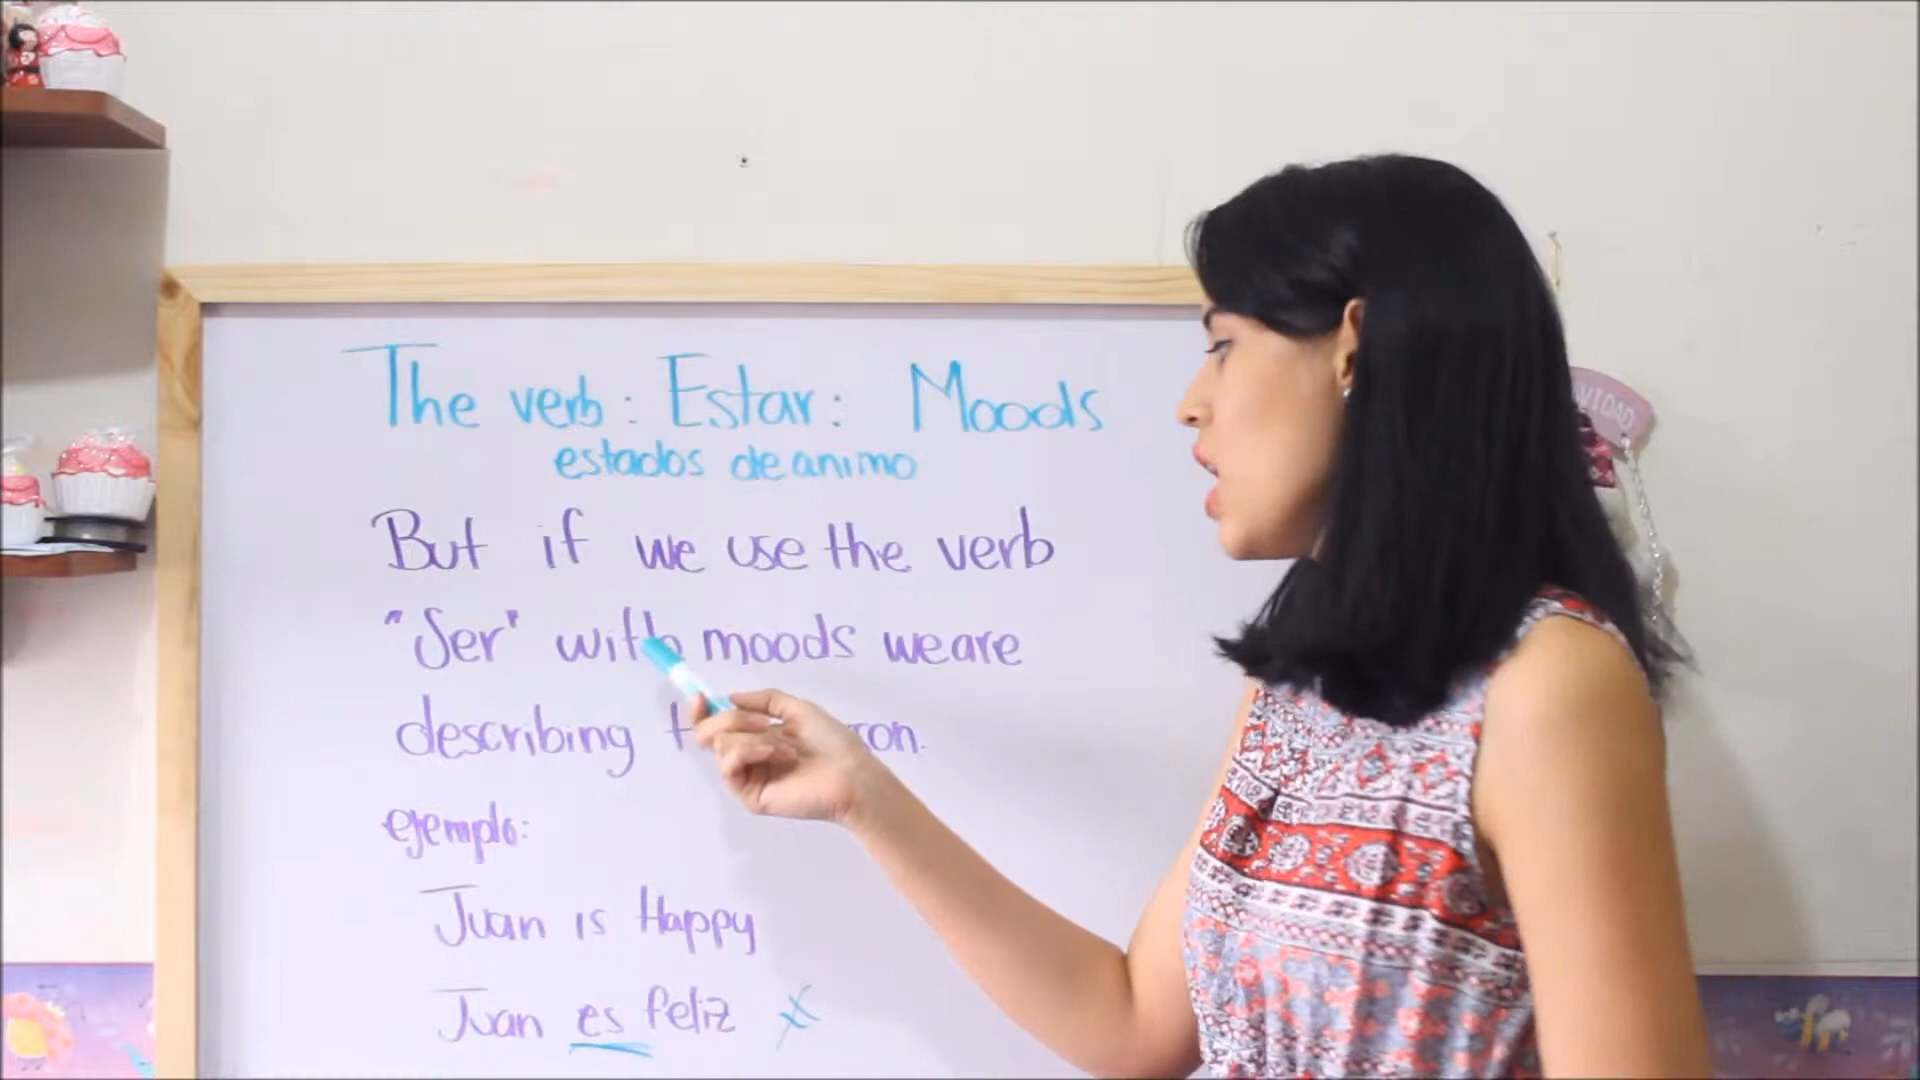 The verb: Estar: Moods
estados de animo
But if we use the verb
"Ser" with moods we are
describing
ejemplo:
Juan is Happy
Juan es feliz x